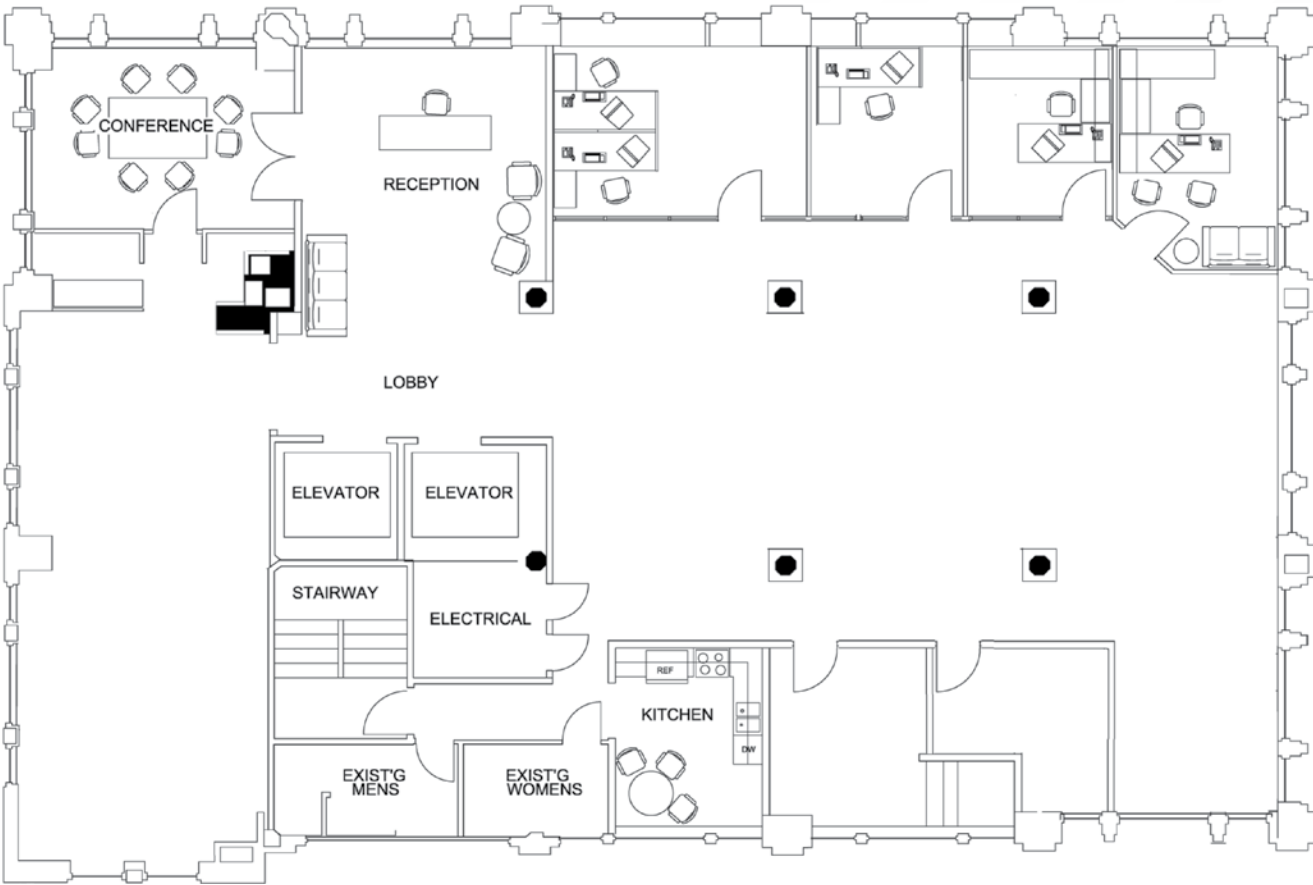 CONFERENCE
RECEPTION
LOBBY
ELEVATOR
ELEVATOR
STAIRWAY
ELECTRICAL
REF
KITCHEN
DW
EXIST'G
MENS
EXIST'G
WOMENS